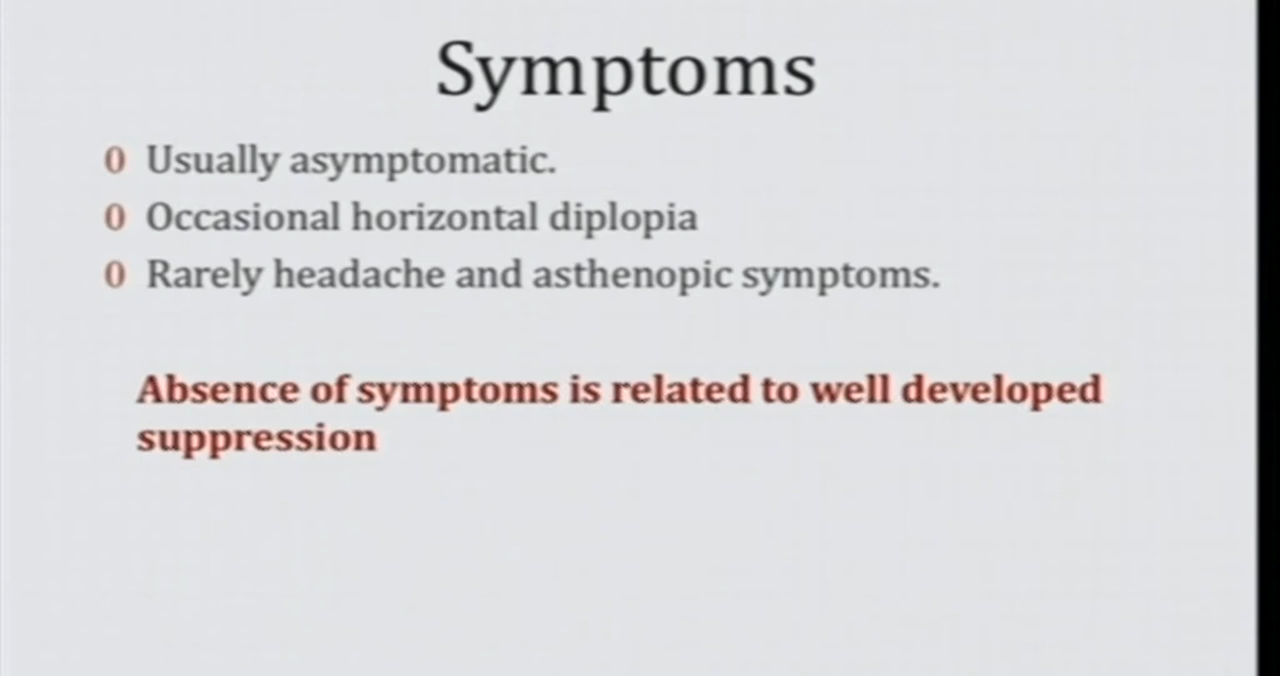 Symptoms
0 Usually asymptomatic.
0 Occasional horizontal diplopia
0 Rarely headache and asthenopic symptoms.
Absence of symptoms is related to well developed
suppression